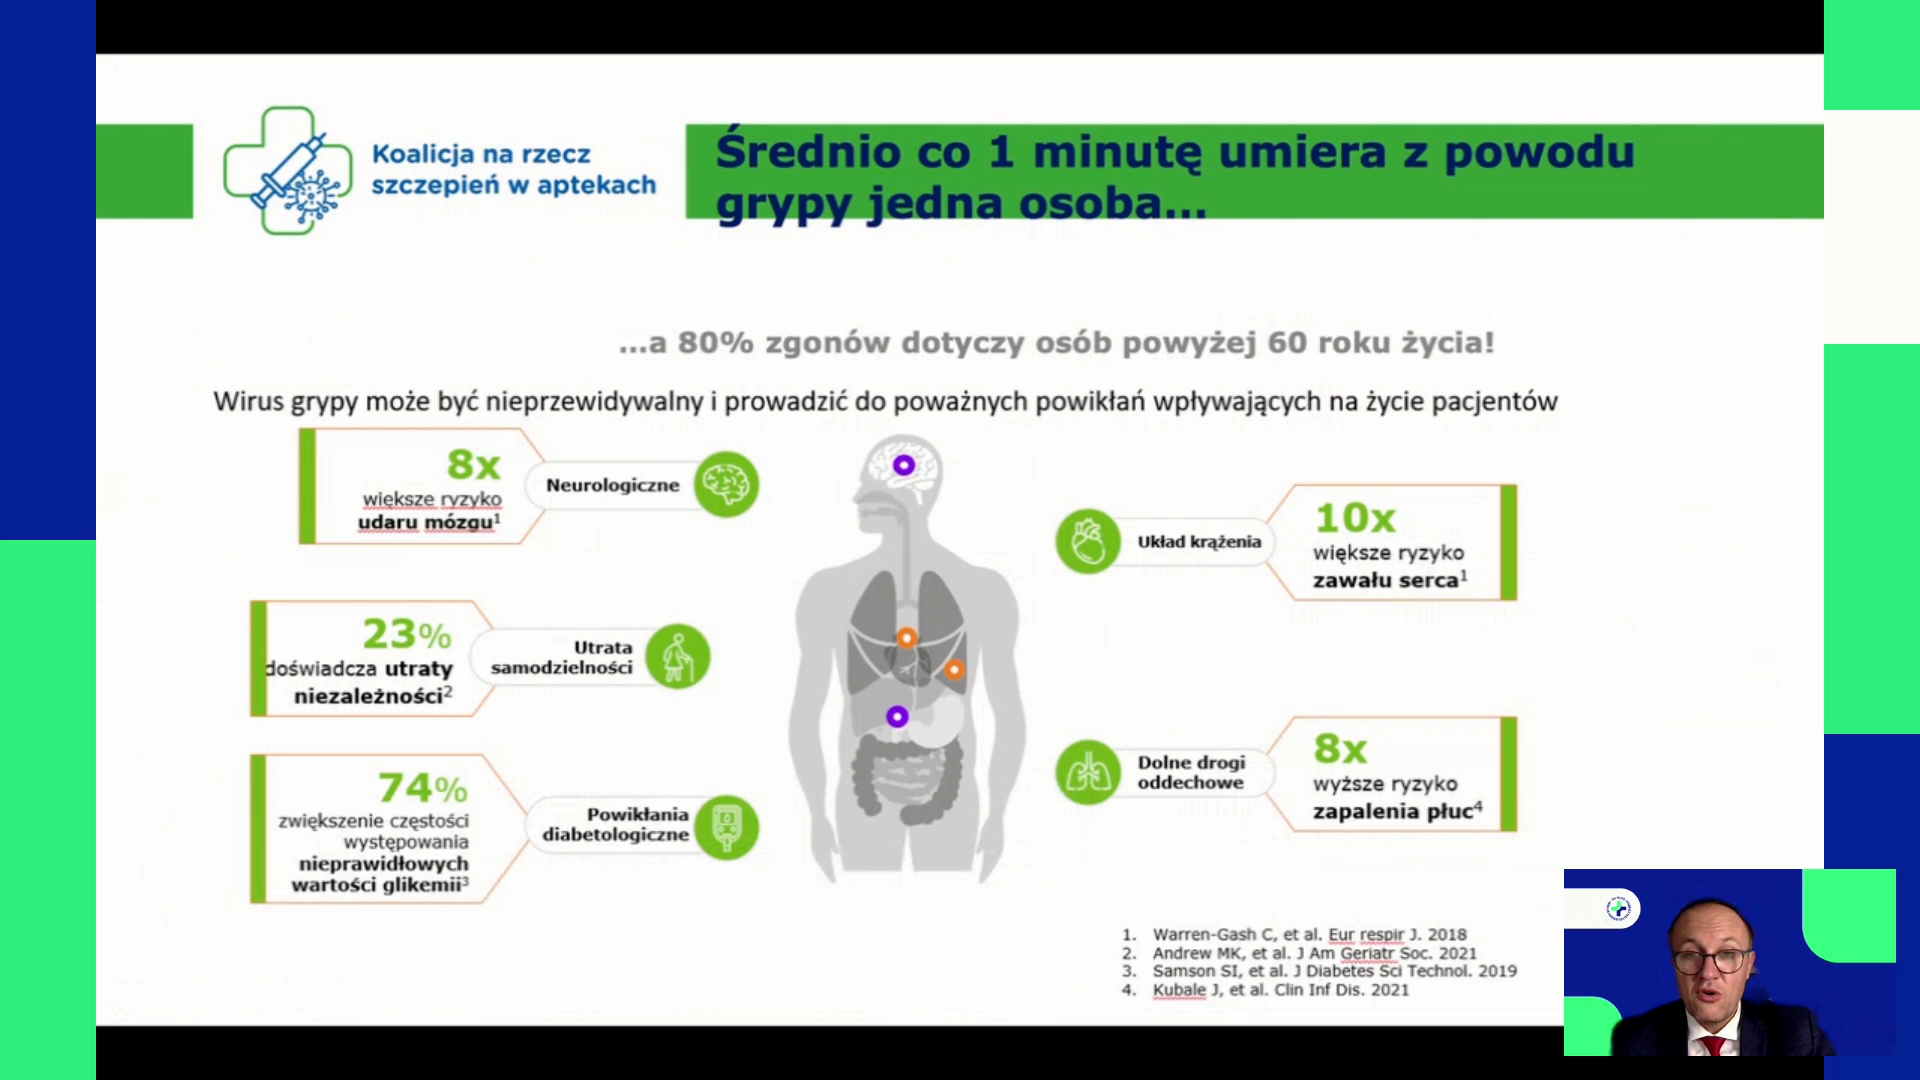 Koalicja na rzecz
szczepień w aptekach
Średnio co 1 minutę umiera z powodu
grypy jedna osoba...
...a 80% zgonów dotyczy osób powyżej 60 roku życia!
Wirus grypy może być nieprzewidywalny i prowadzić do poważnych powikłań wpływających na życie pacjentów
8x
większe ryzyko
udaru mózgu1
Neurologiczne
23%
doświadcza utraty
niezależności2
Utrata
samodzielności
74%
zwiększenie częstości
występowania
nieprawidłowych
wartości glikemii3
Powikłania
diabetologiczne
Układ krążenia
10x
większe ryzyko
zawału serca1
Dolne drogi
oddechowe
8x
wyższe ryzyko
zapalenia płuc4
1. Warren-Gash C, et al. Eur respir J. 2018
2. Andrew MK, et al. J Am Geriatr Soc. 2021
3. Samson SI, et al. J Diabetes Sci Technol. 2019
4. Kubale J, et al. Clin Inf Dis. 2021